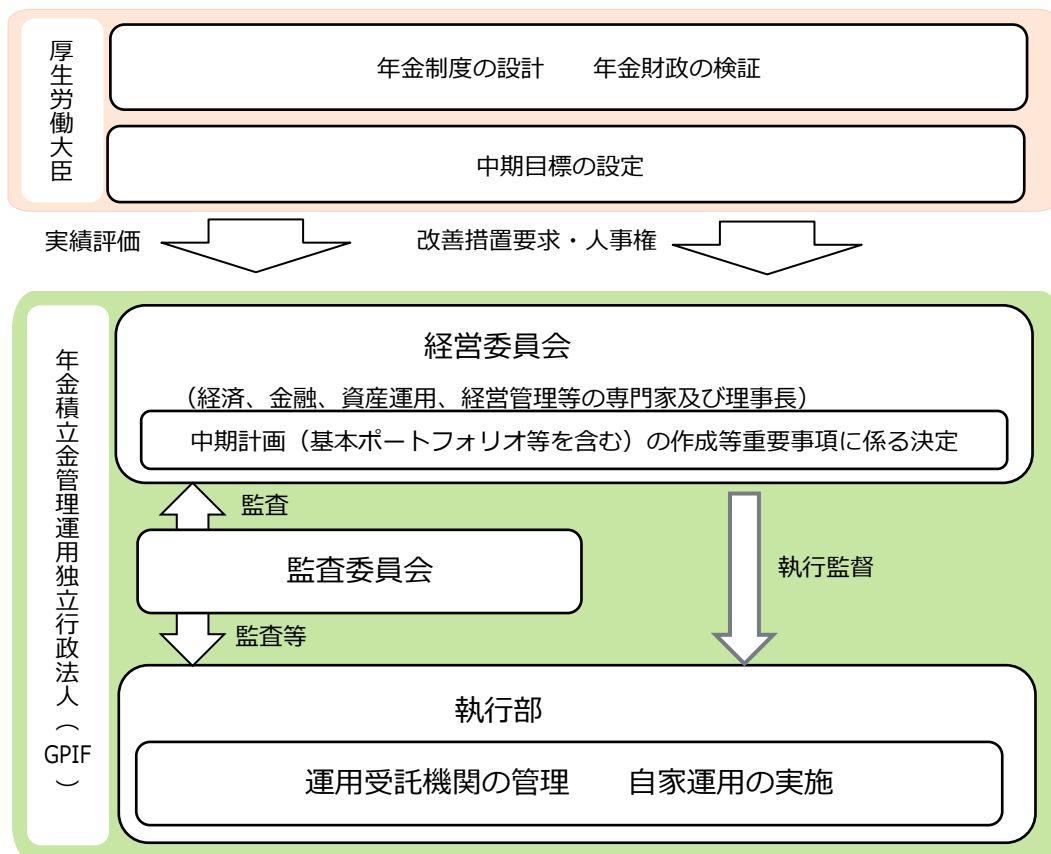 厚生労働大臣
年金制度の設計　　年金財政の検証
中期目標の設定
実績評価
改善措置要求・人事権
年金積立金管理運用独立行政法人（GPIF）
経営委員会
（経済、金融、資産運用、経営管理等の専門家及び理事長）
中期計画（基本ポートフォリオ等を含む）の作成等重要事項に係る決定
監査
監査委員会
執行監督
監査等
執行部
運用受託機関の管理　　自家運用の実施